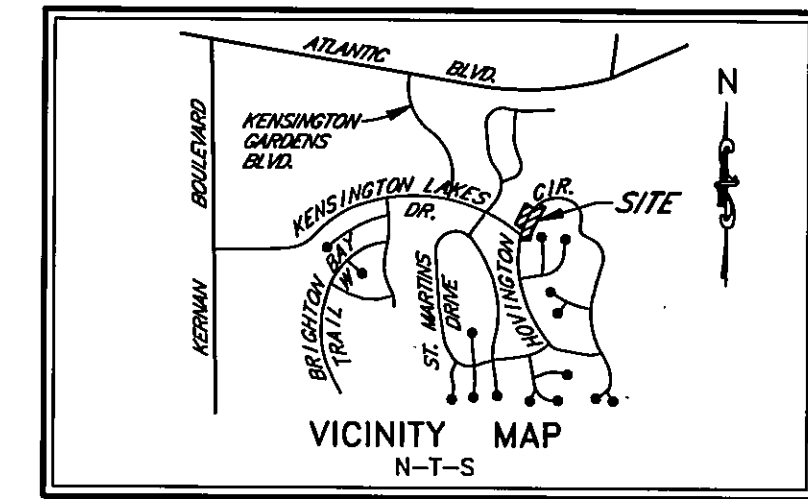 ATLANTIC BLVD.
N
KENSINGTON
GARDENS
BLVD.
BOULEVARD
KERNAN
KENSINGTON LAKES
DR.
CIR.
SITE
HOVINGTON
BRIGHTON BAY
TRAIL W
ST. MARTINS
DRIVE
VICINITY MAP
N-T-S